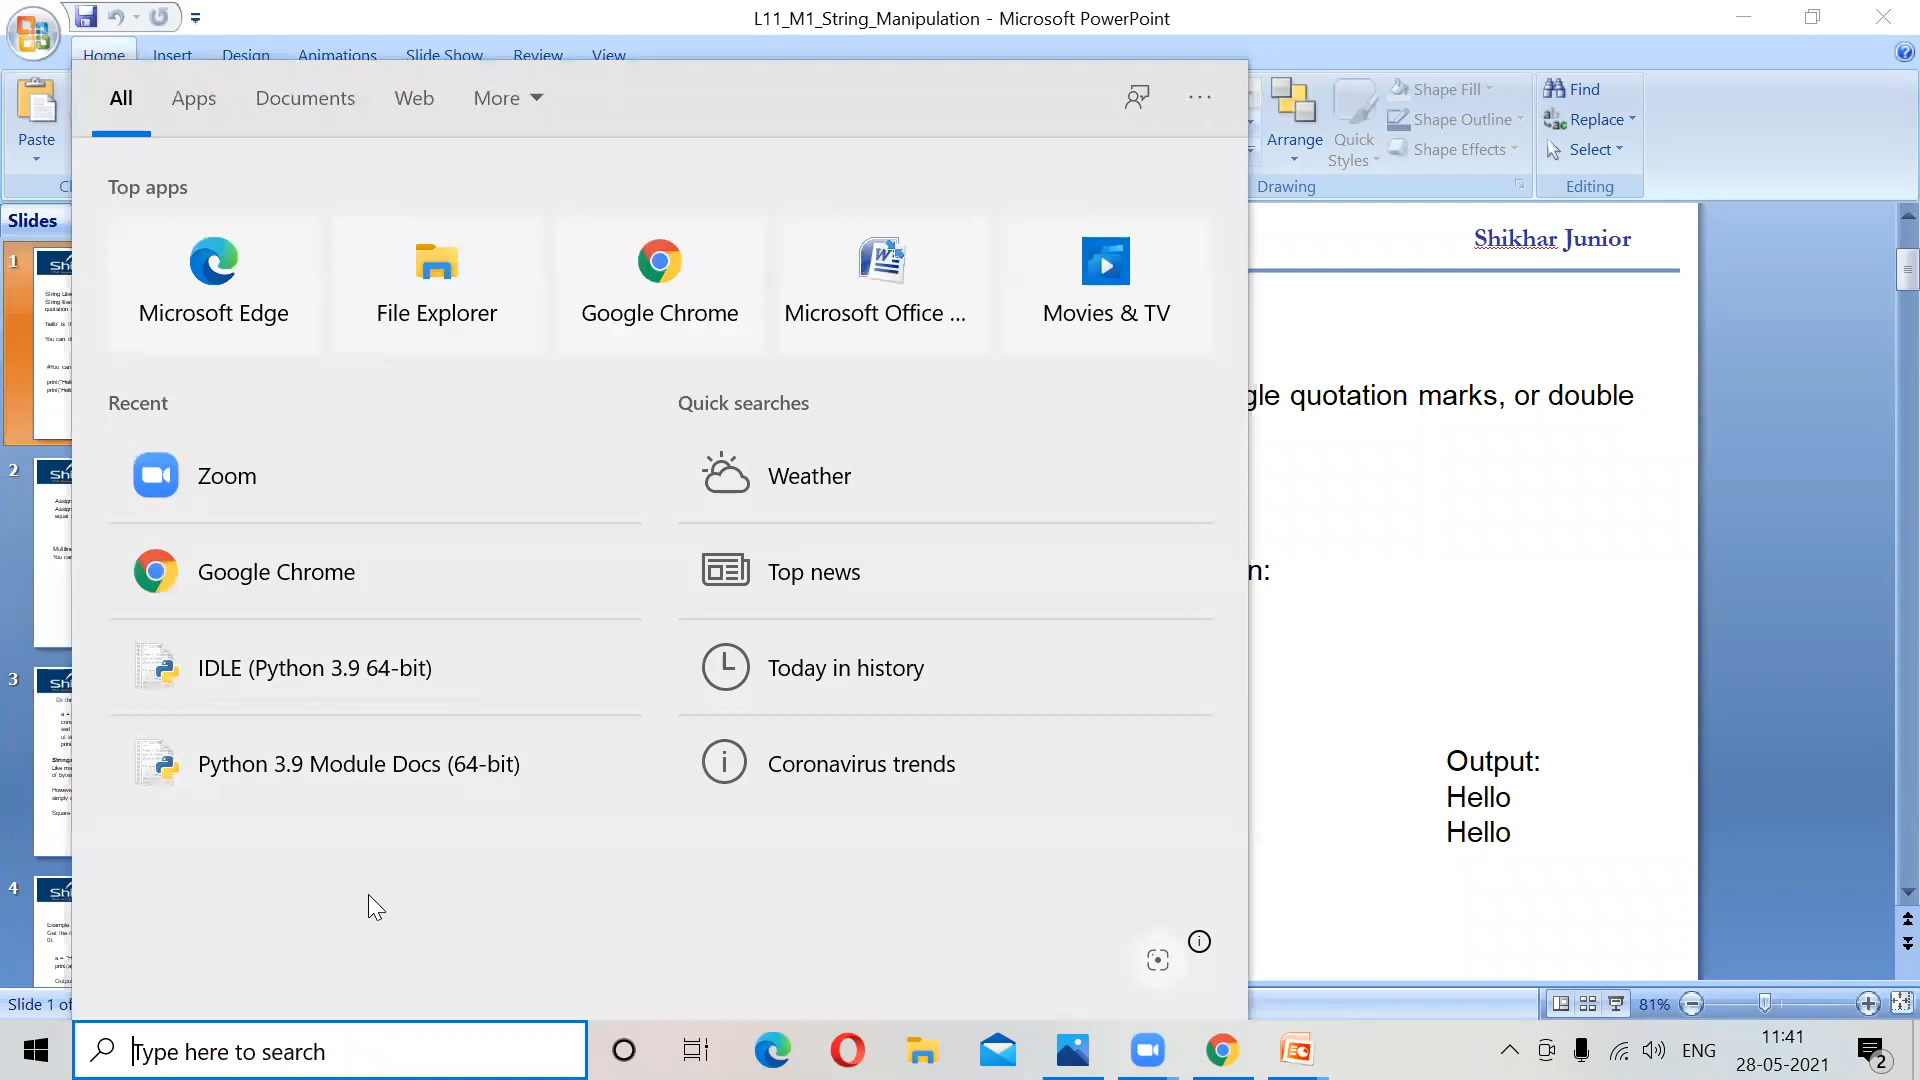 L11_M1_String_Manipulation - Microsoft PowerPoint
Home Insert Design Animations Slide Show Review View
All Apps Documents Web More
Paste
Arrange Quick Styles
Shape Fill
Shape Outline
Shape Effects
Drawing
Find
Replace
Select
Editing
Slides
Top apps
Microsoft Edge File Explorer Google Chrome Microsoft Office ... Movies & TV
Recent
Zoom
Google Chrome
IDLE (Python 3.9 64-bit)
Python 3.9 Module Docs (64-bit)
Quick searches
Weather
Top news
Today in history
Coronavirus trends
1
2
3
4
Shikhar Junior
gle quotation marks, or double
n:
Output:
Hello
Hello
Slide 1 of
81%
Type here to search
ENG
11:41
28-05-2021
2